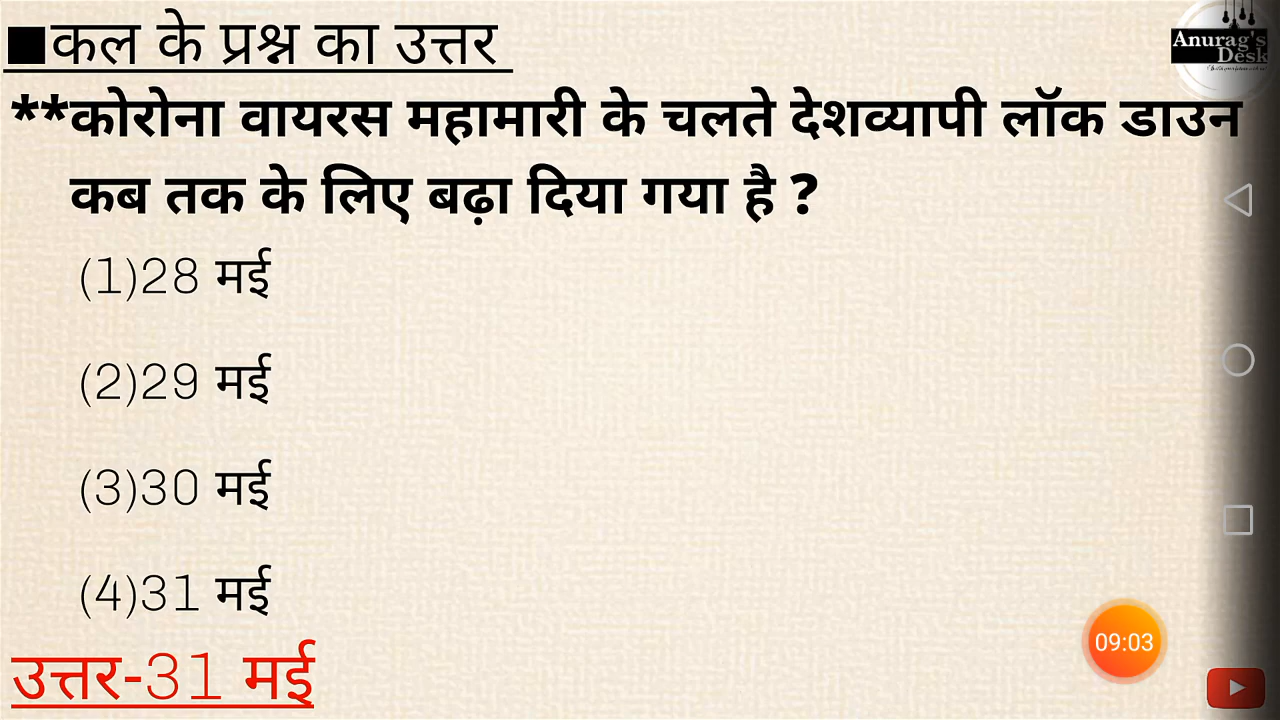 ■कल के प्रश्न का उत्तर
Anurag's
Desk
**कोरोना वायरस महामारी के चलते देशव्यापी लॉक डाउन
कब तक के लिए बढ़ा दिया गया है ?
(1)28 मई
(2)29 मई
(3)30 मई
(4)31 मई
09:03
उत्तर-31 मई